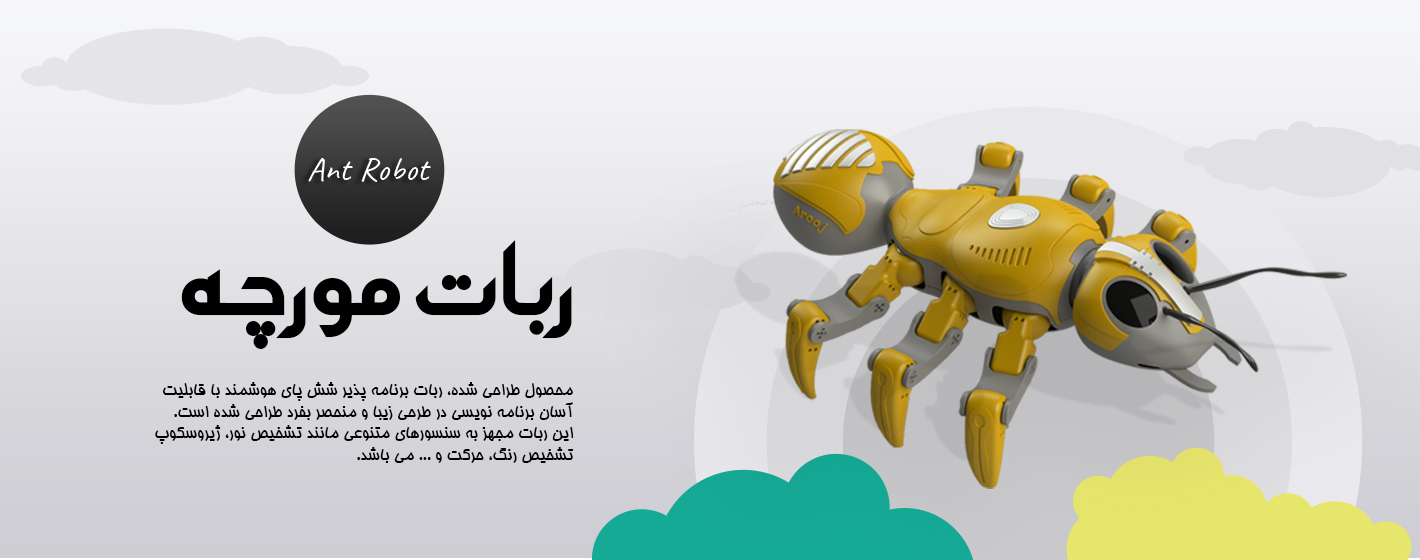 Ant Robot
ربات مورچه
محصول طراحی شده، ربات برنامه پذیر شش پای هوشمند با قابلیت
آسان برنامه نویسی در طرحی زیبا و منحصر بفرد طراحی شده است.
این ربات مجهز به سنسورهای متنوعی مانند تشخیص نور، ژیروسکوپ
تشخیص رنگ، حرکت و ... می باشد.
Arooj